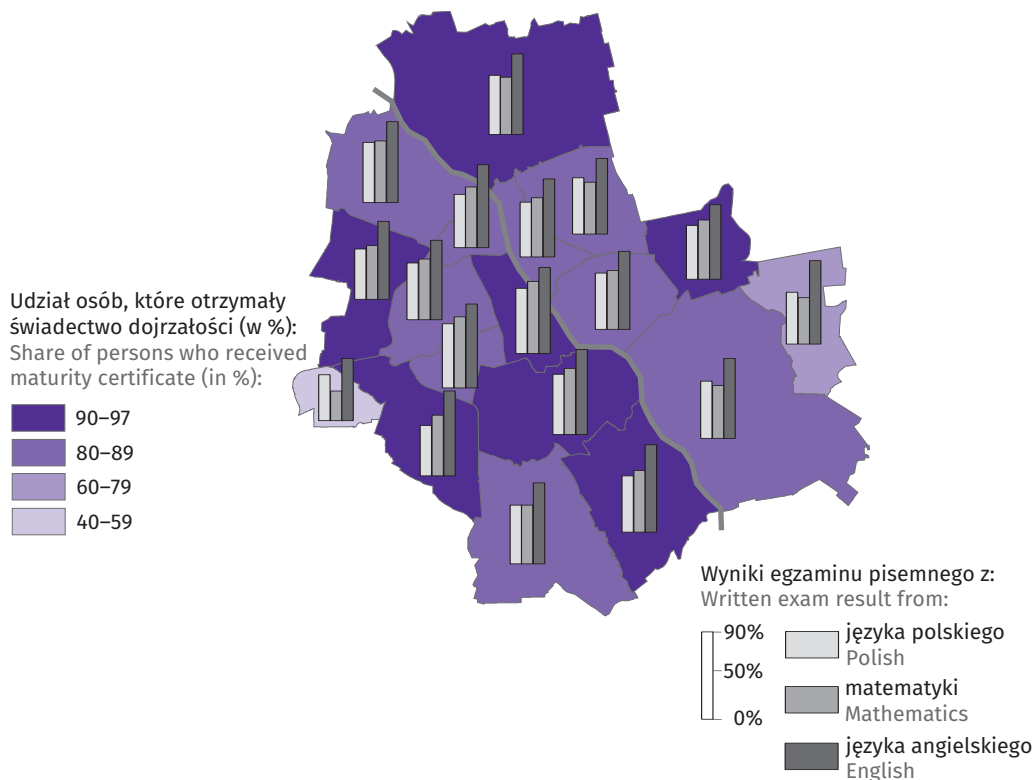 Udział osób, które otrzymały
świadectwo dojrzałości (w %):
Share of persons who received
maturity certificate (in %):
90–97
80–89
60–79
40–59
Wyniki egzaminu pisemnego z:
Written exam result from:
90%
50%
0%
języka polskiego
Polish
matematyki
Mathematics
języka angielskiego
English